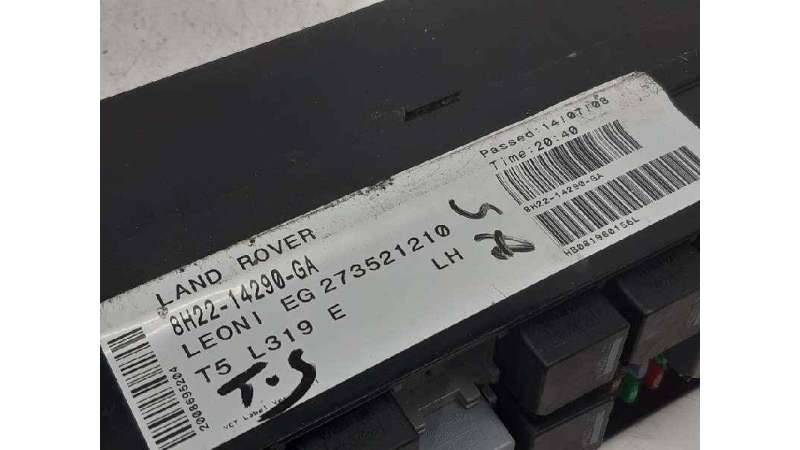 LAND ROVER
8H22-14290-GA
LEONI EG 273521210
T5 L319 E
LH
T.S
2008695204
Passed:14/07/08
Time:20:40
8H22-14290-GA
HB081960156L